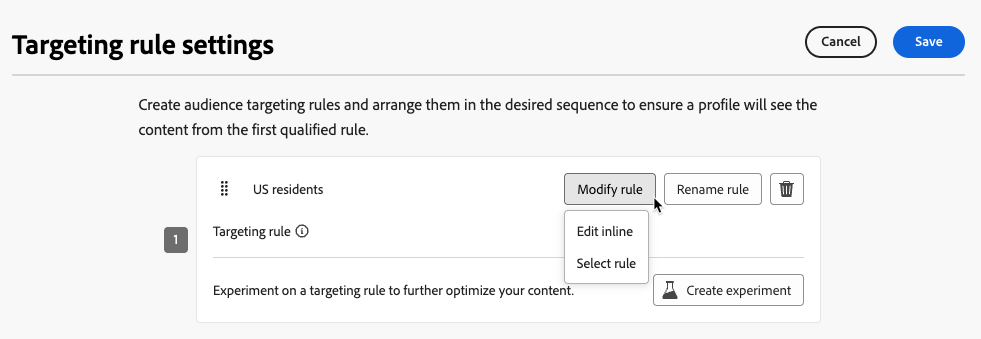 Targeting rule settings
Cancel
Save
Create audience targeting rules and arrange them in the desired sequence to ensure a profile will see the
content from the first qualified rule.
US residents
Modify rule
Rename rule
Edit inline
Select rule
1
Targeting rule
Experiment on a targeting rule to further optimize your content.
Create experiment